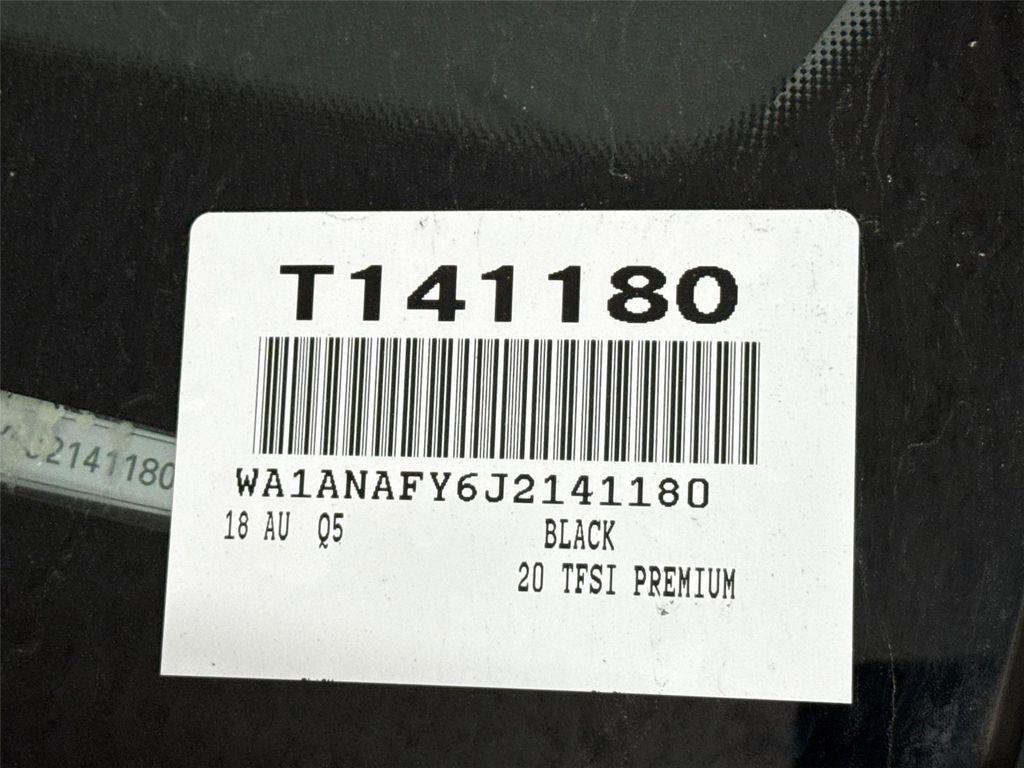 T141180
WA1ANAFY6J2141180
18 AU Q5 BLACK
20 TFSI PREMIUM
2141180